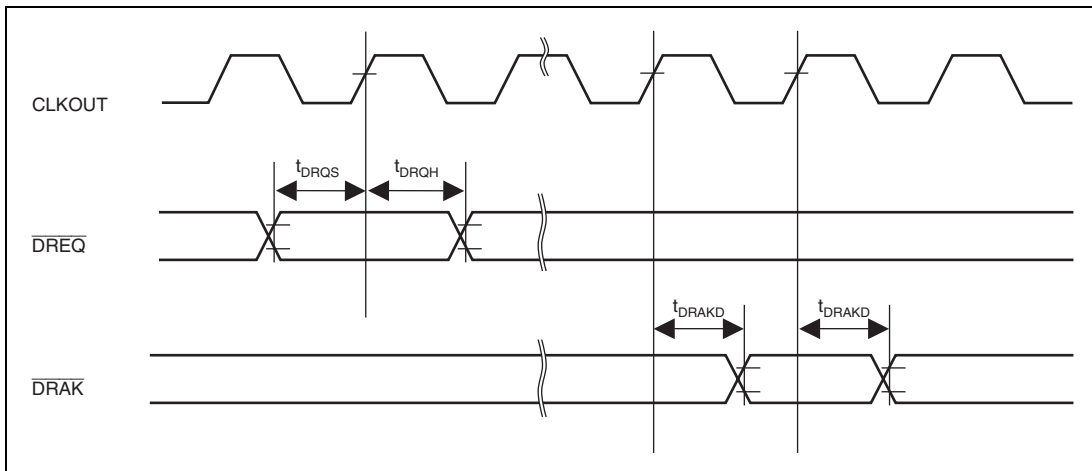 CLKOUT
tDRQS tDRQH
DREQ
tDRAKD tDRAKD
DRAK